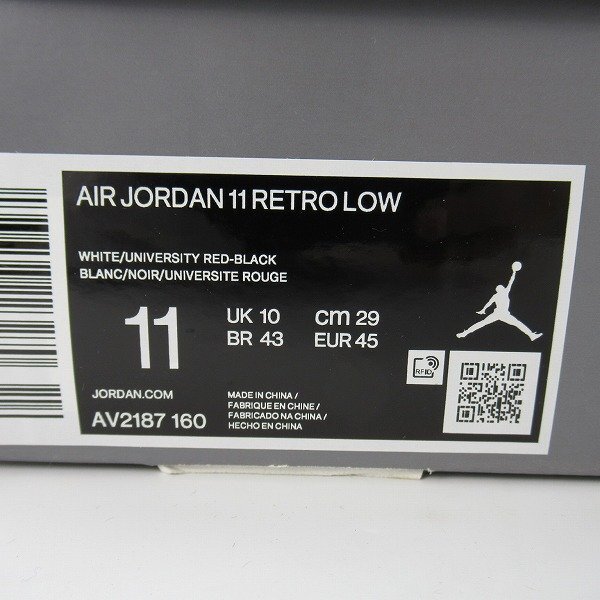 AIR JORDAN 11 RETRO LOW
WHITE/UNIVERSITY RED-BLACK
BLANC/NOIR/UNIVERSITE ROUGE
11
UK 10 cm 29
BR 43 EUR 45
RFID
JORDAN.COM
AV2187 160
MADE IN CHINA /
FABRIQUE EN CHINE /
FABRICADO NA CHINA /
HECHO EN CHINA